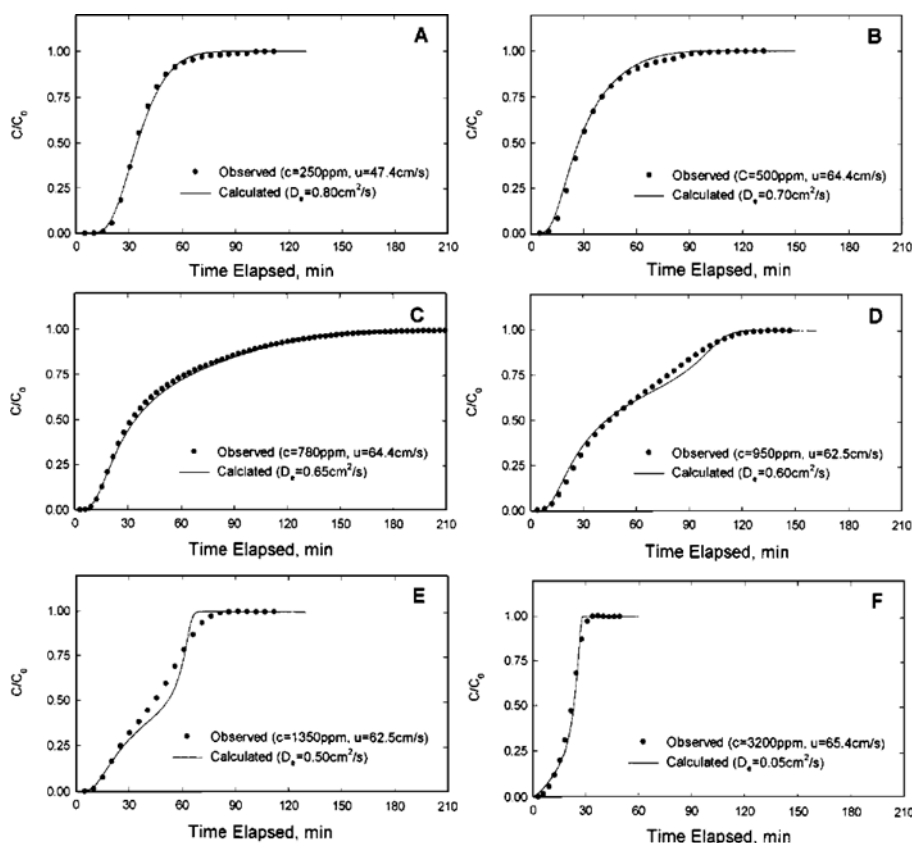 A
1.00
0.75
0.50
0.25
0.00
C/C₀
Observed (c=250ppm, u=47.4cm/s)
Calculated (Dₑ=0.80cm²/s)
0 30 60 90 120 150 180 210
Time Elapsed, min
B
1.00
0.75
0.50
0.25
0.00
C/C₀
Observed (C=500ppm, u=64.4cm/s)
Calculated (Dₑ=0.70cm²/s)
0 30 60 90 120 150 180 210
Time Elapsed, min
C
1.00
0.75
0.50
0.25
0.00
C/C₀
Observed (c=780ppm, u=64.4cm/s)
Calclated (Dₑ=0.65cm²/s)
0 30 60 90 120 150 180 210
Time Elapsed, min
D
1.00
0.75
0.50
0.25
0.00
C/C₀
Observed (c=950ppm, u=62.5cm/s)
Calculated (Dₑ=0.60cm²/s)
0 30 60 90 120 150 180 210
Time Elapsed, min
E
1.00
0.75
0.50
0.25
0.00
C/C₀
Observed (c=1350ppm, u=62.5cm/s)
Calculated (Dₑ=0.50cm²/s)
0 30 60 90 120 150 180 210
Time Elapsed, min
F
1.00
0.75
0.50
0.25
0.00
C/C₀
Observed (c=3200ppm, u=65.4cm/s)
Calculated (Dₑ=0.05cm²/s)
0 30 60 90 120 150 180 210
Time Elapsed, min